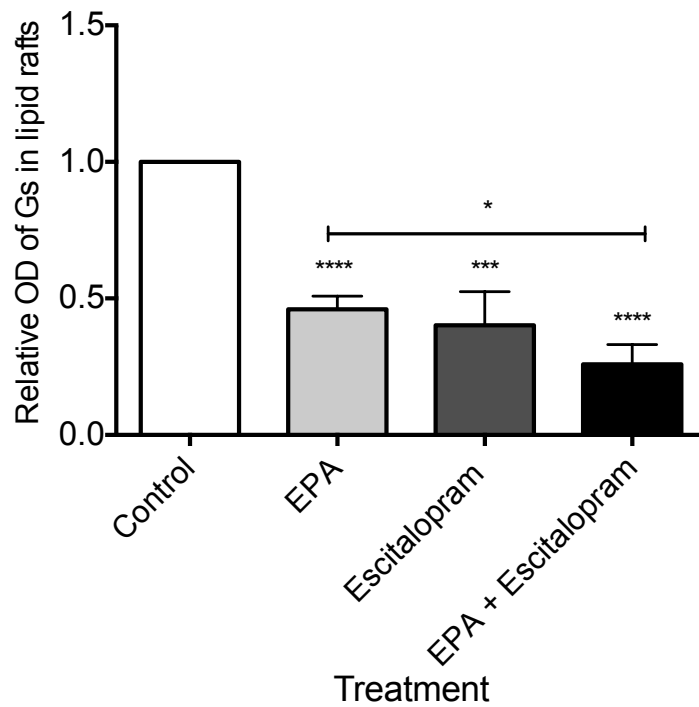 Relative OD of Gs in lipid rafts
1.5
1.0
0.5
0.0
*
****
***
****
Control
EPA
Escitalopram
EPA + Escitalopram
Treatment